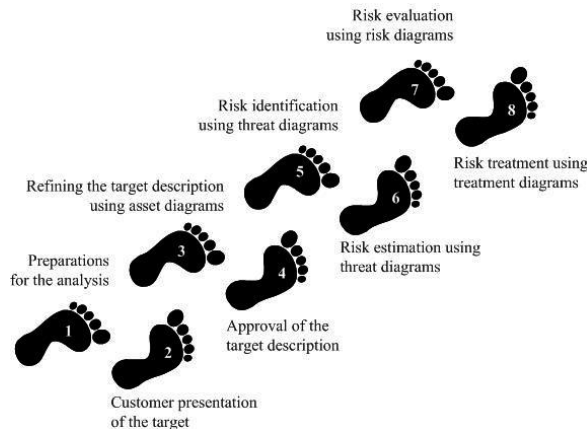 Risk evaluation
using risk diagrams
7
8
Risk identification
using threat diagrams
Risk treatment using
treatment diagrams
5
6
Refining the target description
using asset diagrams
Risk estimation using
threat diagrams
3
4
Preparations
for the analysis
Approval of the
target description
1
2
Customer presentation
of the target